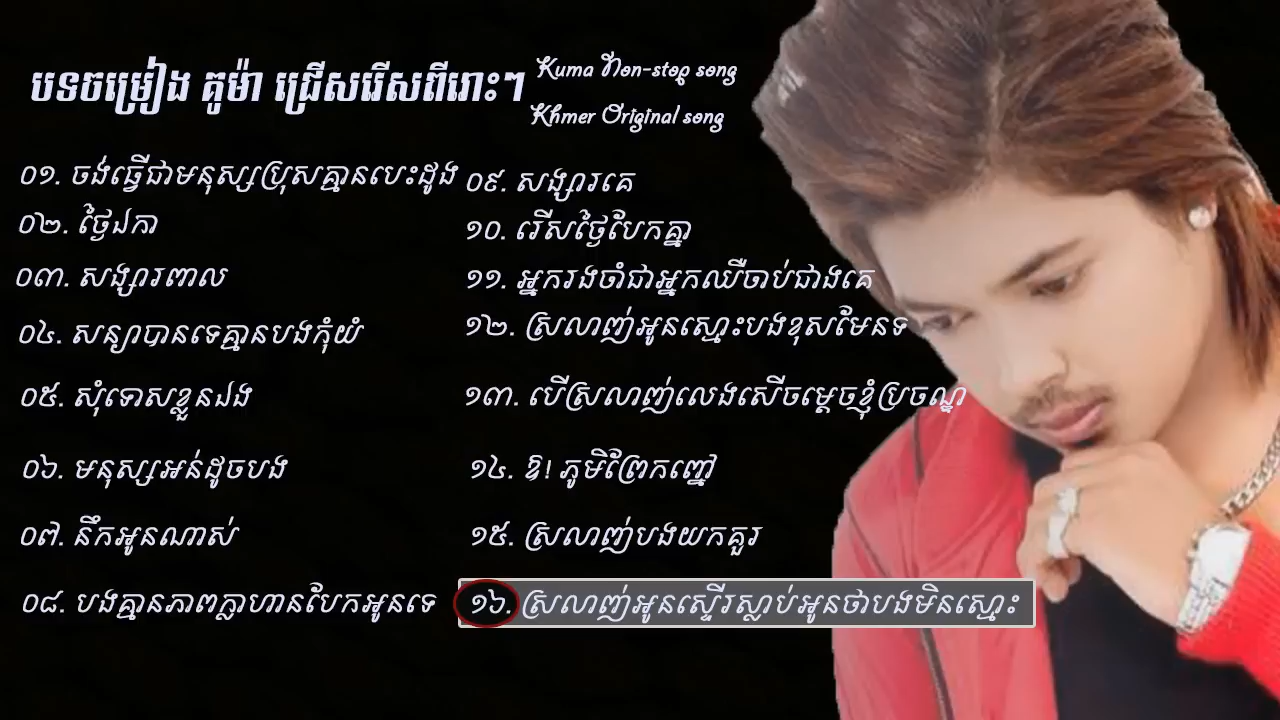 បទចម្រៀង គូម៉ា ជ្រើសរើសពីរោះៗ
Kuma Non-stop song
Khmer Original song
០១. ចង់ធ្វើជាមនុស្សប្រុសគ្មានបេះដូង
០២. ថ្ងៃឯកា
០៣. សង្សារពាល
០៤. សន្យាបានទេគ្មានបងកុំយំ
០៥. សុំទោសខ្លួនឯង
០៦. មនុស្សអន់ដូចបង
០៧. នឹកអូនណាស់
០៨. បងគ្មានភាពក្លាហានបែកអូនទេ
០៩. សង្សារគេ
១០. រើសថ្ងៃបែកគ្នា
១១. អ្នករងចាំជាអ្នកឈឺចាប់ជាងគេ
១២. ស្រលាញ់អូនស្មោះបងខុសមែនទ
១៣. បើស្រលាញ់លេងសើចម្ដេចខ្ញុំប្រចណ្ឌ
១៤. ឱ! ភូមិព្រែកញ្នៅ
១៥. ស្រលាញ់បងយកគួរ
១៦. ស្រលាញ់អូនស្ទើរស្លាប់អូនថាបងមិនស្មោះ